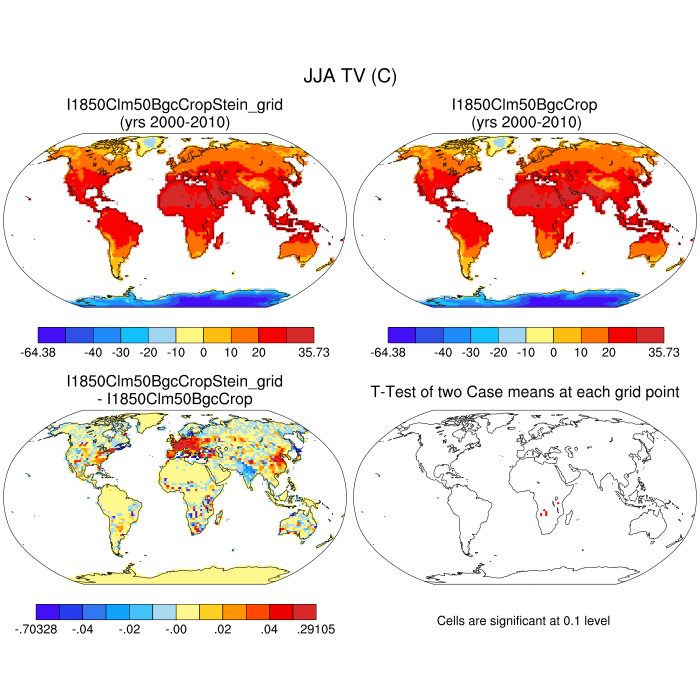 JJA TV (C)
I1850Clm50BgcCropStein_grid
(yrs 2000-2010)
I1850Clm50BgcCrop
(yrs 2000-2010)
-64.38 -40 -30 -20 -10 0 10 20 35.73
-64.38 -40 -30 -20 -10 0 10 20 35.73
I1850Clm50BgcCropStein_grid
- I1850Clm50BgcCrop
T-Test of two Case means at each grid point
-.70328 -.04 -.02 -.00 .02 .04 .29105
Cells are significant at 0.1 level